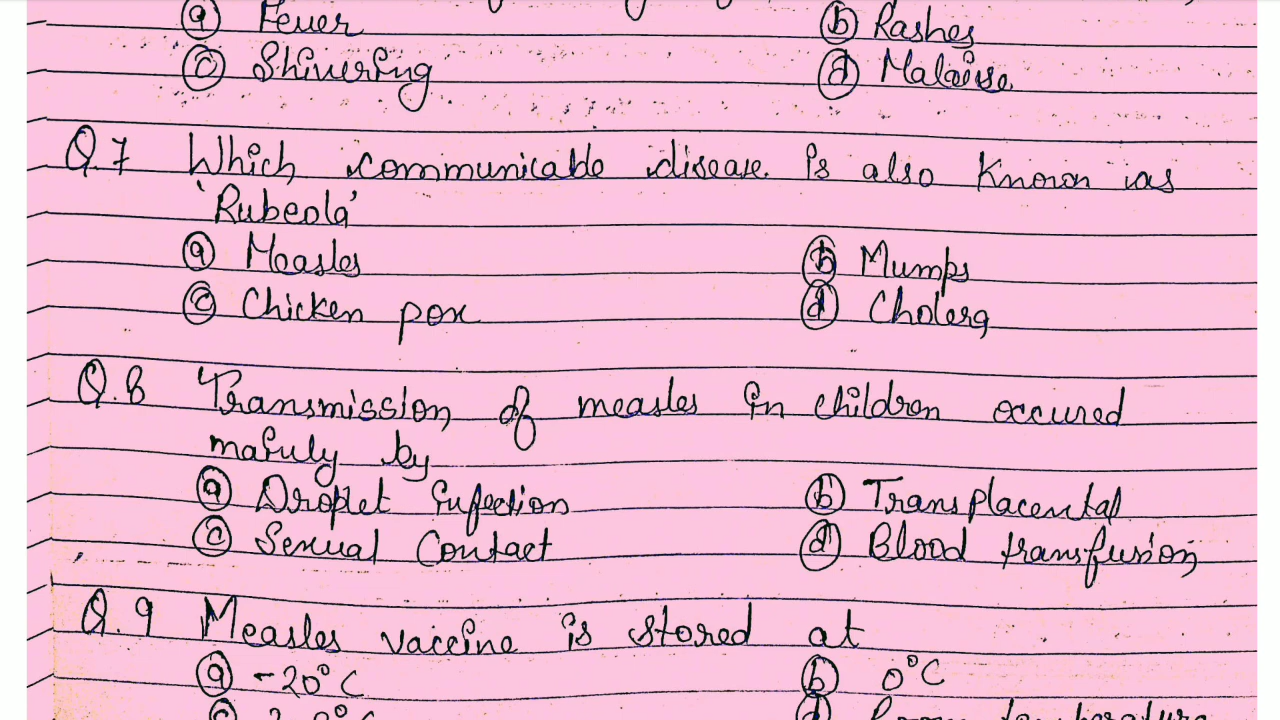 ⓐ Fever ⓑ Rashes
ⓒ Shivering ⓓ Malaise
Q.7 Which communicable disease is also known as
'Rubeola'
ⓐ Measles ⓑ Mumps
ⓒ Chicken pox ⓓ Cholera
Q.8 Transmission of measles in children occured
mainly by
ⓐ Droplet infection ⓑ Transplacental
ⓒ Sexual Contact ⓓ Blood transfusion
Q.9 Measles vaccine is stored at
ⓐ -20°C ⓑ 0°C
ⓓ Room temperature